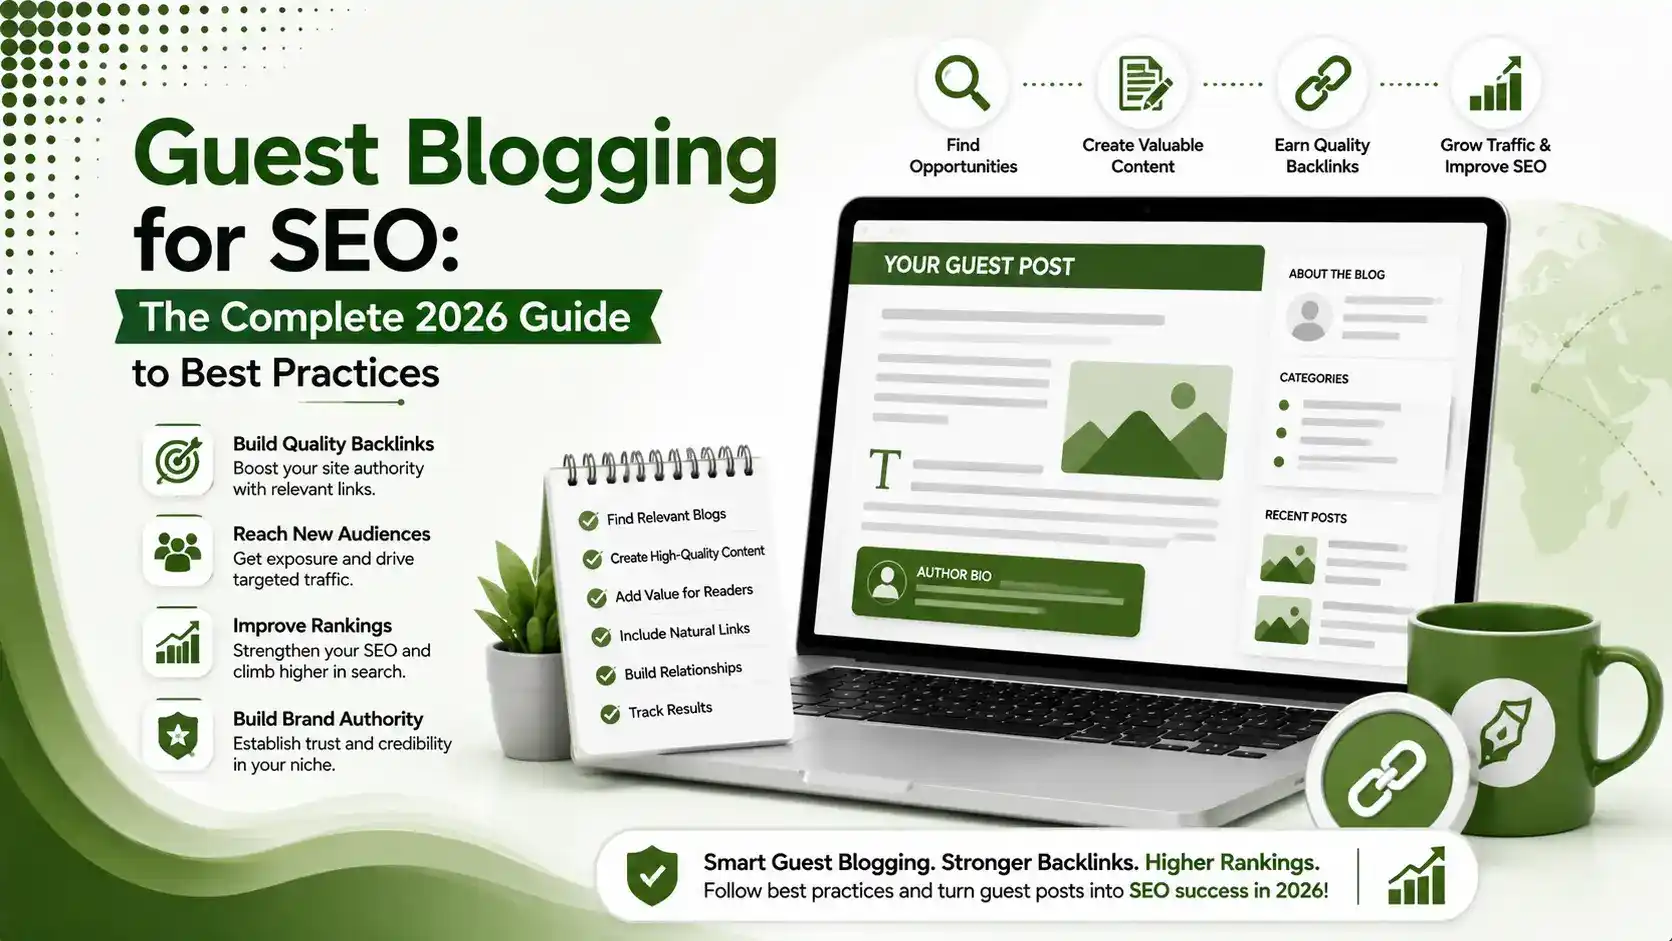 Guest Blogging
for SEO:
The Complete 2026 Guide
to Best Practices
Build Quality Backlinks
Boost your site authority
with relevant links.
Reach New Audiences
Get exposure and drive
targeted traffic.
Improve Rankings
Strengthen your SEO and
climb higher in search.
Build Brand Authority
Establish trust and credibility
in your niche.
Find
Opportunities
Create Valuable
Content
Earn Quality
Backlinks
Grow Traffic &
Improve SEO
Find Relevant Blogs
Create High-Quality Content
Add Value for Readers
Include Natural Links
Build Relationships
Track Results
YOUR GUEST POST
T
AUTHOR BIO
ABOUT THE BLOG
CATEGORIES
RECENT POSTS
Smart Guest Blogging. Stronger Backlinks. Higher Rankings.
Follow best practices and turn guest posts into SEO success in 2026!